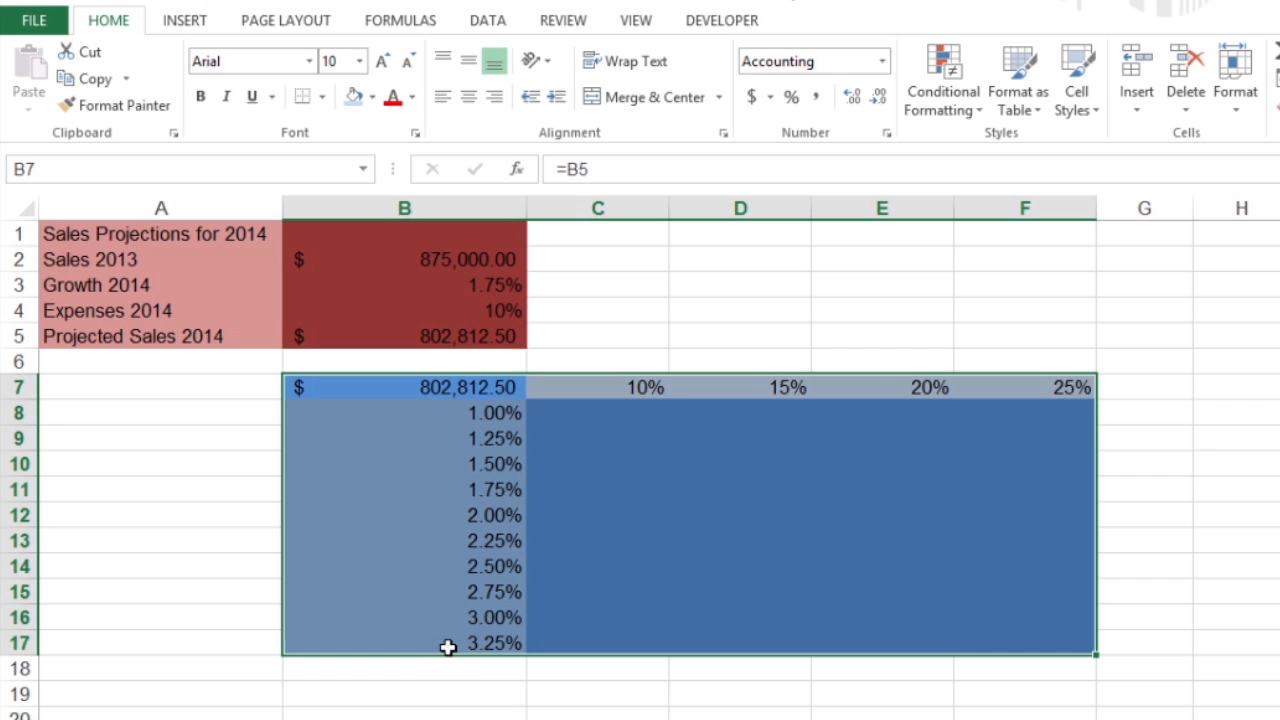 FILE HOME INSERT PAGE LAYOUT FORMULAS DATA REVIEW VIEW DEVELOPER
Cut
Copy
Format Painter
Paste
Clipboard
Arial 10
B I U A
Font
Wrap Text
Merge & Center
Alignment
Accounting
$ % , .00 .0
Number
Conditional Formatting
Format as Table
Cell Styles
Styles
Insert Delete Format
Cells
B7 fx =B5
A B C D E F G H
1 Sales Projections for 2014
2 Sales 2013 $ 875,000.00
3 Growth 2014 1.75%
4 Expenses 2014 10%
5 Projected Sales 2014 $ 802,812.50
6
7 $ 802,812.50 10% 15% 20% 25%
8 1.00%
9 1.25%
10 1.50%
11 1.75%
12 2.00%
13 2.25%
14 2.50%
15 2.75%
16 3.00%
17 3.25%
18
19
20